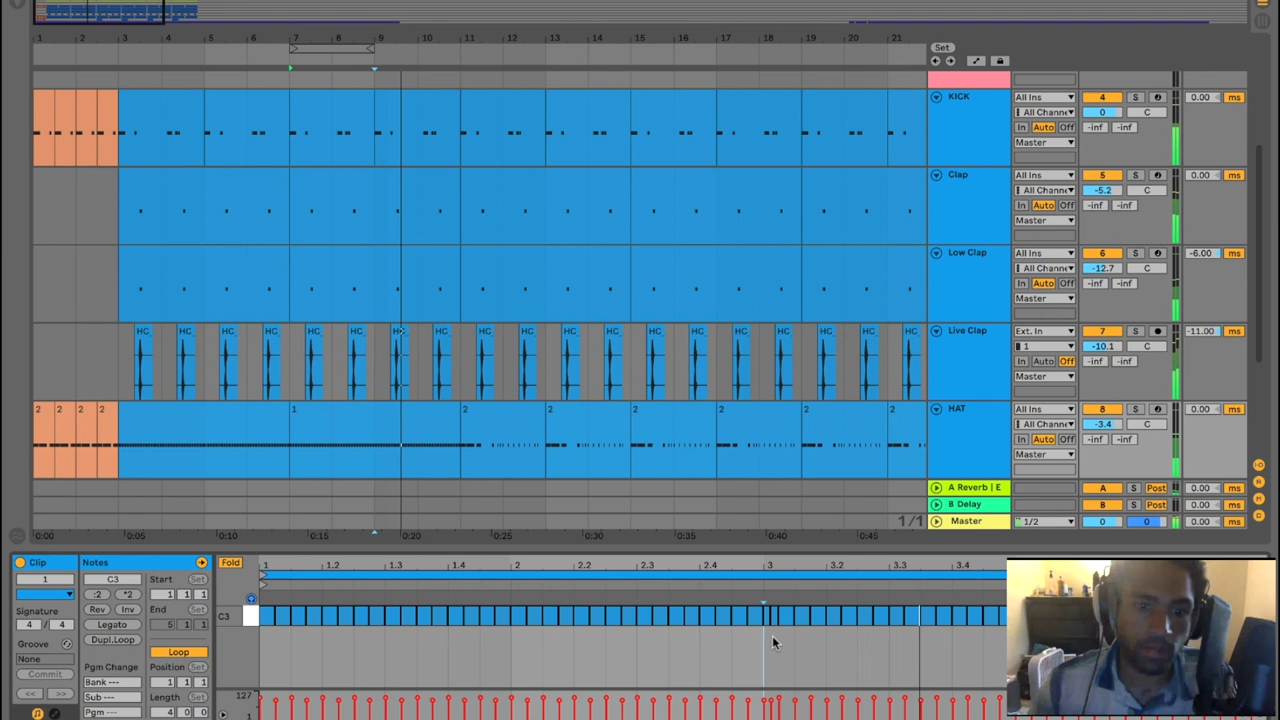 1 2 3 4 5 6 7 8 9 10 11 12 13 14 15 16 17 18 19 20 21
Set
KICK All Ins 4 S 0.00 ms
All Channe 0 C
In Auto Off -inf -inf
Master
Clap All Ins 5 S 0.00 ms
All Channe -5.2 C
In Auto Off -inf -inf
Master
Low Clap All Ins 6 S -6.00 ms
All Channe -12.7 C
In Auto Off -inf -inf
Master
HC HC HC HC HC HC HC HC HC HC HC HC HC HC HC HC HC HC HC Live Clap Ext. In 7 S -11.00 ms
1 -10.1 C
In Auto Off -inf -inf
Master
2 2 2 2 1 2 2 2 2 2 2 HAT All Ins 8 S 0.00 ms
All Channe -3.4 C
In Auto Off -inf -inf
Master
A Reverb | E A S Post 0.00 ms
B Delay B S Post 0.00 ms
1/1 Master 1/2 0 0 0.00 ms
0:00 0:05 0:10 0:15 0:20 0:25 0:30 0:35 0:40 0:45
Clip Notes Fold 1 1.2 1.3 1.4 2 2.2 2.3 2.4 3 3.2 3.3 3.4
1 C3 Start Set
:2 *2 1 1 1
Signature Rev Inv End Set C3
4 / 4 Legato 5 1 1
Groove Dupl.Loop
None Loop
Commit Pgm Change Position Set
<< >> Bank --- 1 1 1
Sub --- Length Set 127
Pgm --- 4 0 0 1